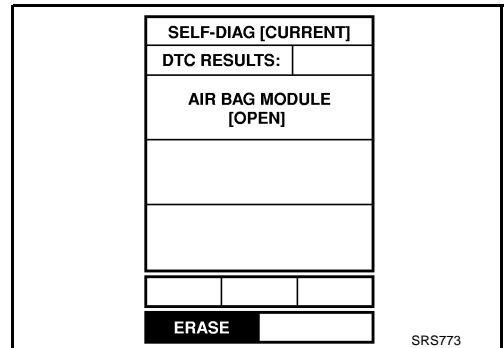 SELF-DIAG [CURRENT]
DTC RESULTS:
AIR BAG MODULE
[OPEN]
ERASE
SRS773